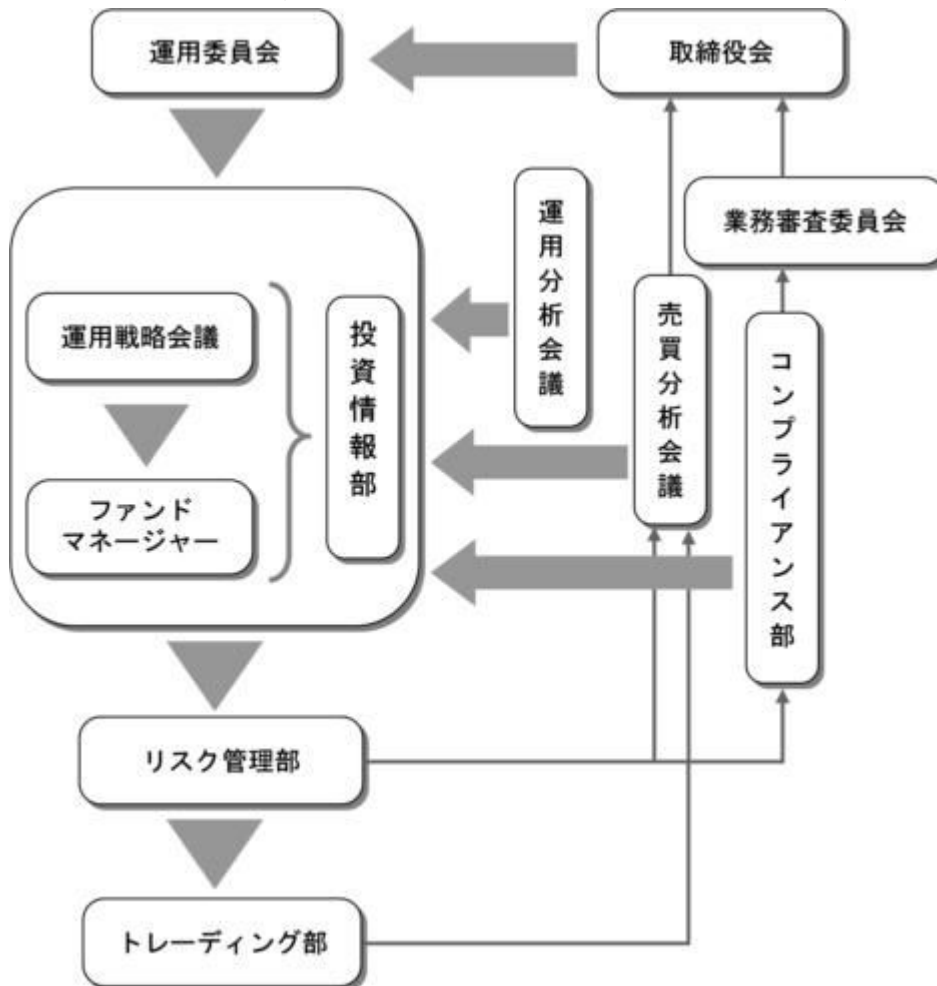 運用委員会
取締役会
運用分析会議
業務審査委員会
運用戦略会議
投資情報部
売買分析会議
コンプライアンス部
ファンド
マネージャー
リスク管理部
トレーディング部